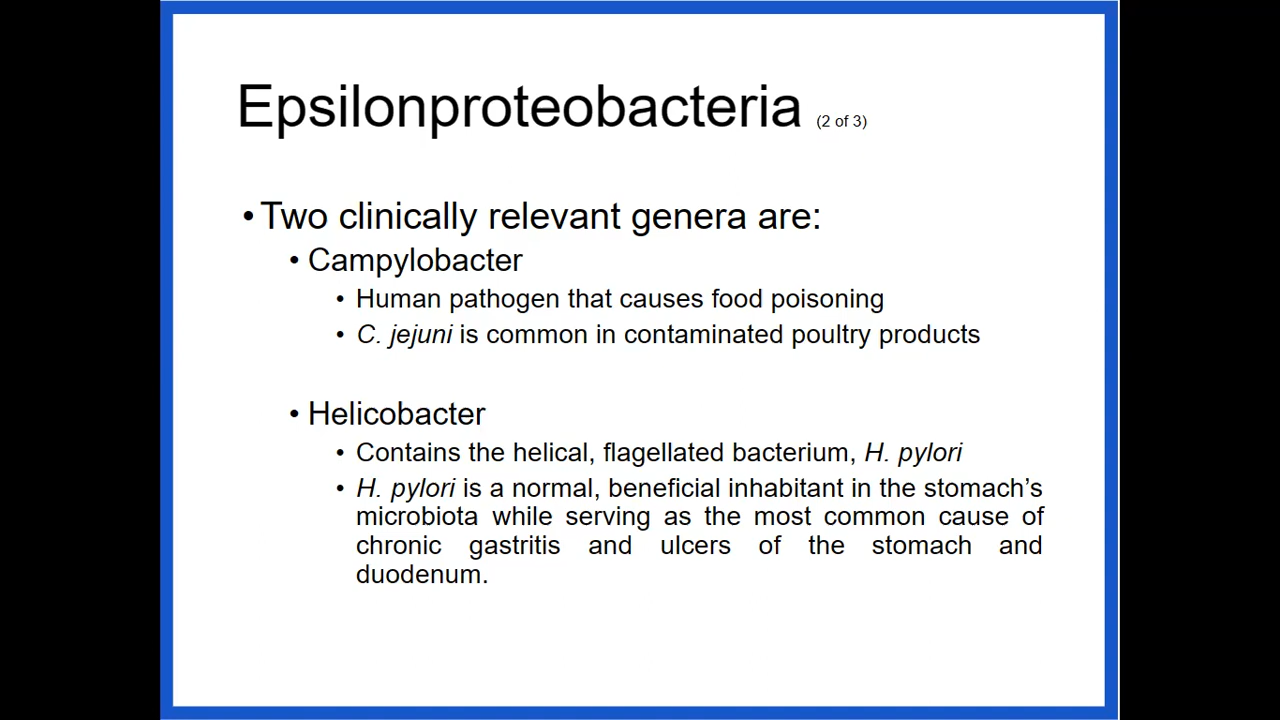 Epsilonproteobacteria (2 of 3)
• Two clinically relevant genera are:
• Campylobacter
• Human pathogen that causes food poisoning
• C. jejuni is common in contaminated poultry products
• Helicobacter
• Contains the helical, flagellated bacterium, H. pylori
• H. pylori is a normal, beneficial inhabitant in the stomach’s
microbiota while serving as the most common cause of
chronic gastritis and ulcers of the stomach and
duodenum.